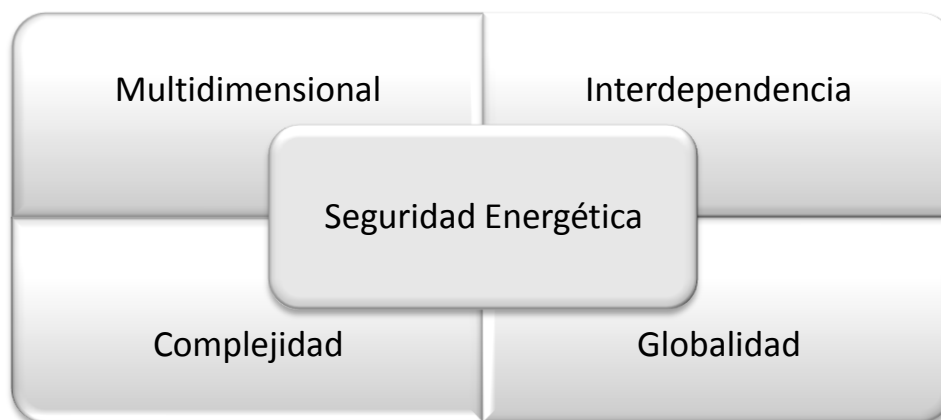 Multidimensional
Interdependencia
Seguridad Energética
Complejidad
Globalidad